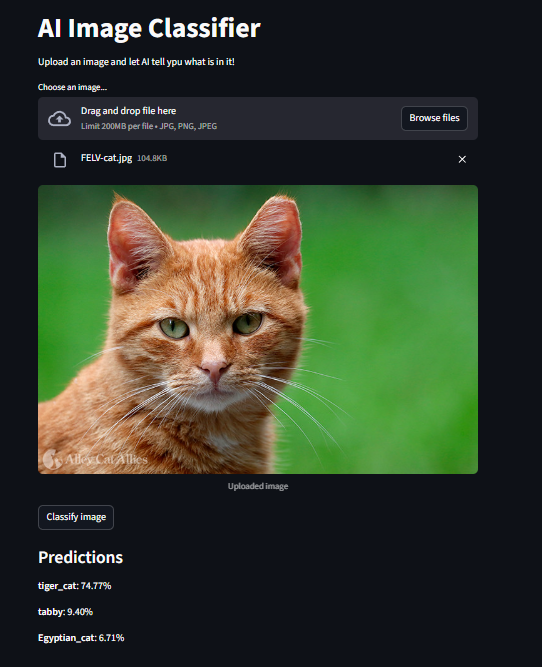 AI Image Classifier
Upload an image and let AI tell ypu what is in it!
Choose an image...
Drag and drop file here
Limit 200MB per file • JPG, PNG, JPEG
Browse files
FELV-cat.jpg 104.8KB
Alley Cat Allies
Uploaded image
Classify image
Predictions
tiger_cat: 74.77%
tabby: 9.40%
Egyptian_cat: 6.71%